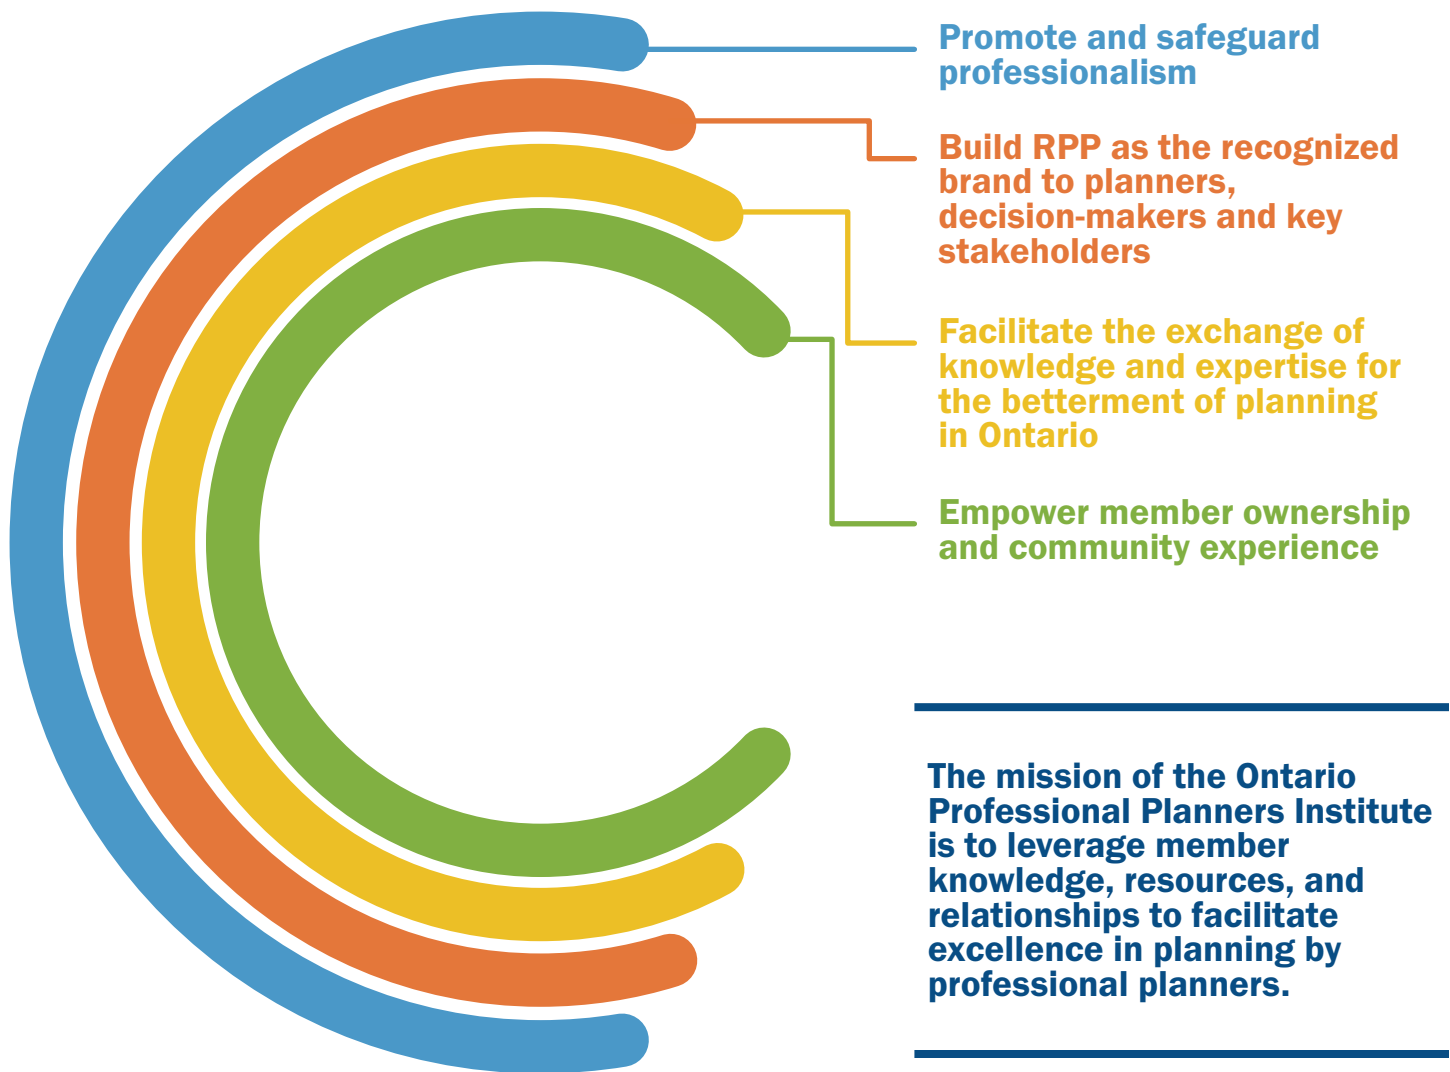 Promote and safeguard
professionalism
Build RPP as the recognized
brand to planners,
decision-makers and key
stakeholders
Facilitate the exchange of
knowledge and expertise for
the betterment of planning
in Ontario
Empower member ownership
and community experience
The mission of the Ontario
Professional Planners Institute
is to leverage member
knowledge, resources, and
relationships to facilitate
excellence in planning by
professional planners.